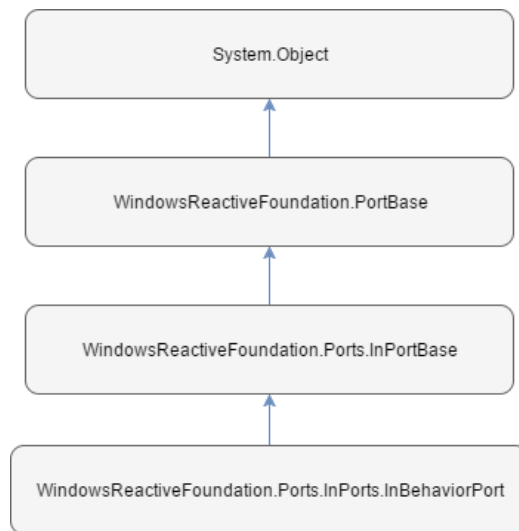 System.Object
WindowsReactiveFoundation.PortBase
WindowsReactiveFoundation.Ports.InPortBase
WindowsReactiveFoundation.Ports.InPorts.InBehaviorPort